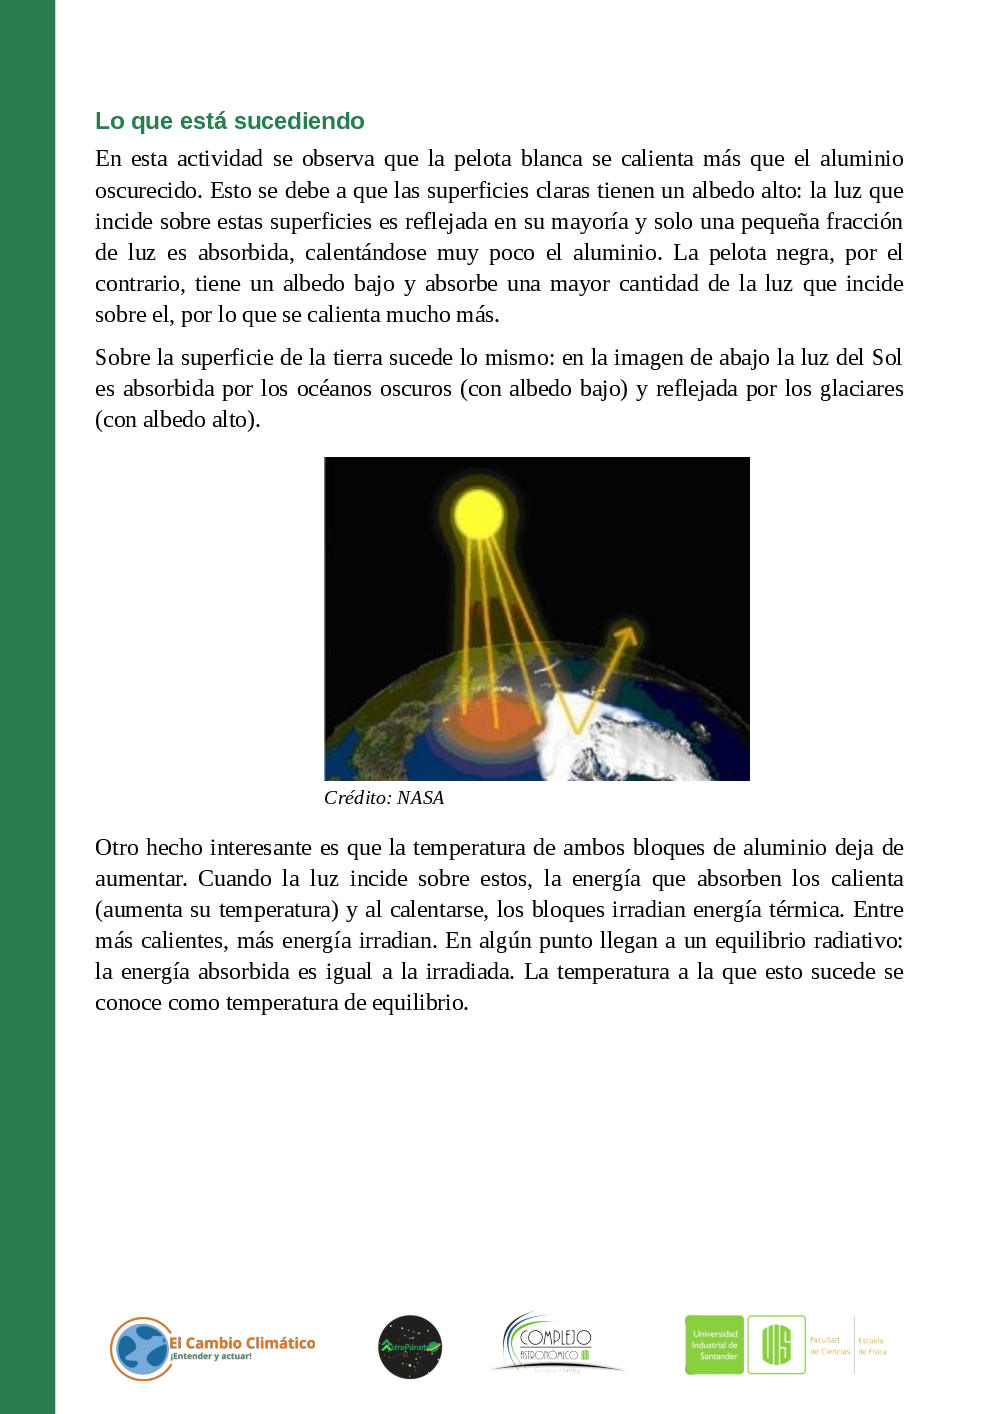 Lo que está sucediendo
En esta actividad se observa que la pelota blanca se calienta más que el aluminio
oscurecido. Esto se debe a que las superficies claras tienen un albedo alto: la luz que
incide sobre estas superficies es reflejada en su mayoría y solo una pequeña fracción
de luz es absorbida, calentándose muy poco el aluminio. La pelota negra, por el
contrario, tiene un albedo bajo y absorbe una mayor cantidad de la luz que incide
sobre el, por lo que se calienta mucho más.
Sobre la superficie de la tierra sucede lo mismo: en la imagen de abajo la luz del Sol
es absorbida por los océanos oscuros (con albedo bajo) y reflejada por los glaciares
(con albedo alto).
Crédito: NASA
Otro hecho interesante es que la temperatura de ambos bloques de aluminio deja de
aumentar. Cuando la luz incide sobre estos, la energía que absorben los calienta
(aumenta su temperatura) y al calentarse, los bloques irradian energía térmica. Entre
más calientes, más energía irradian. En algún punto llegan a un equilibrio radiativo:
la energía absorbida es igual a la irradiada. La temperatura a la que esto sucede se
conoce como temperatura de equilibrio.
El Cambio Climático
¡Entender y actuar!
AstroPáramo
COMPLEJO
ASTRONÓMICO
Grupo Halley
Universidad
Industrial de
Santander
UIS
Facultad
de Ciencias
Escuela
de Física